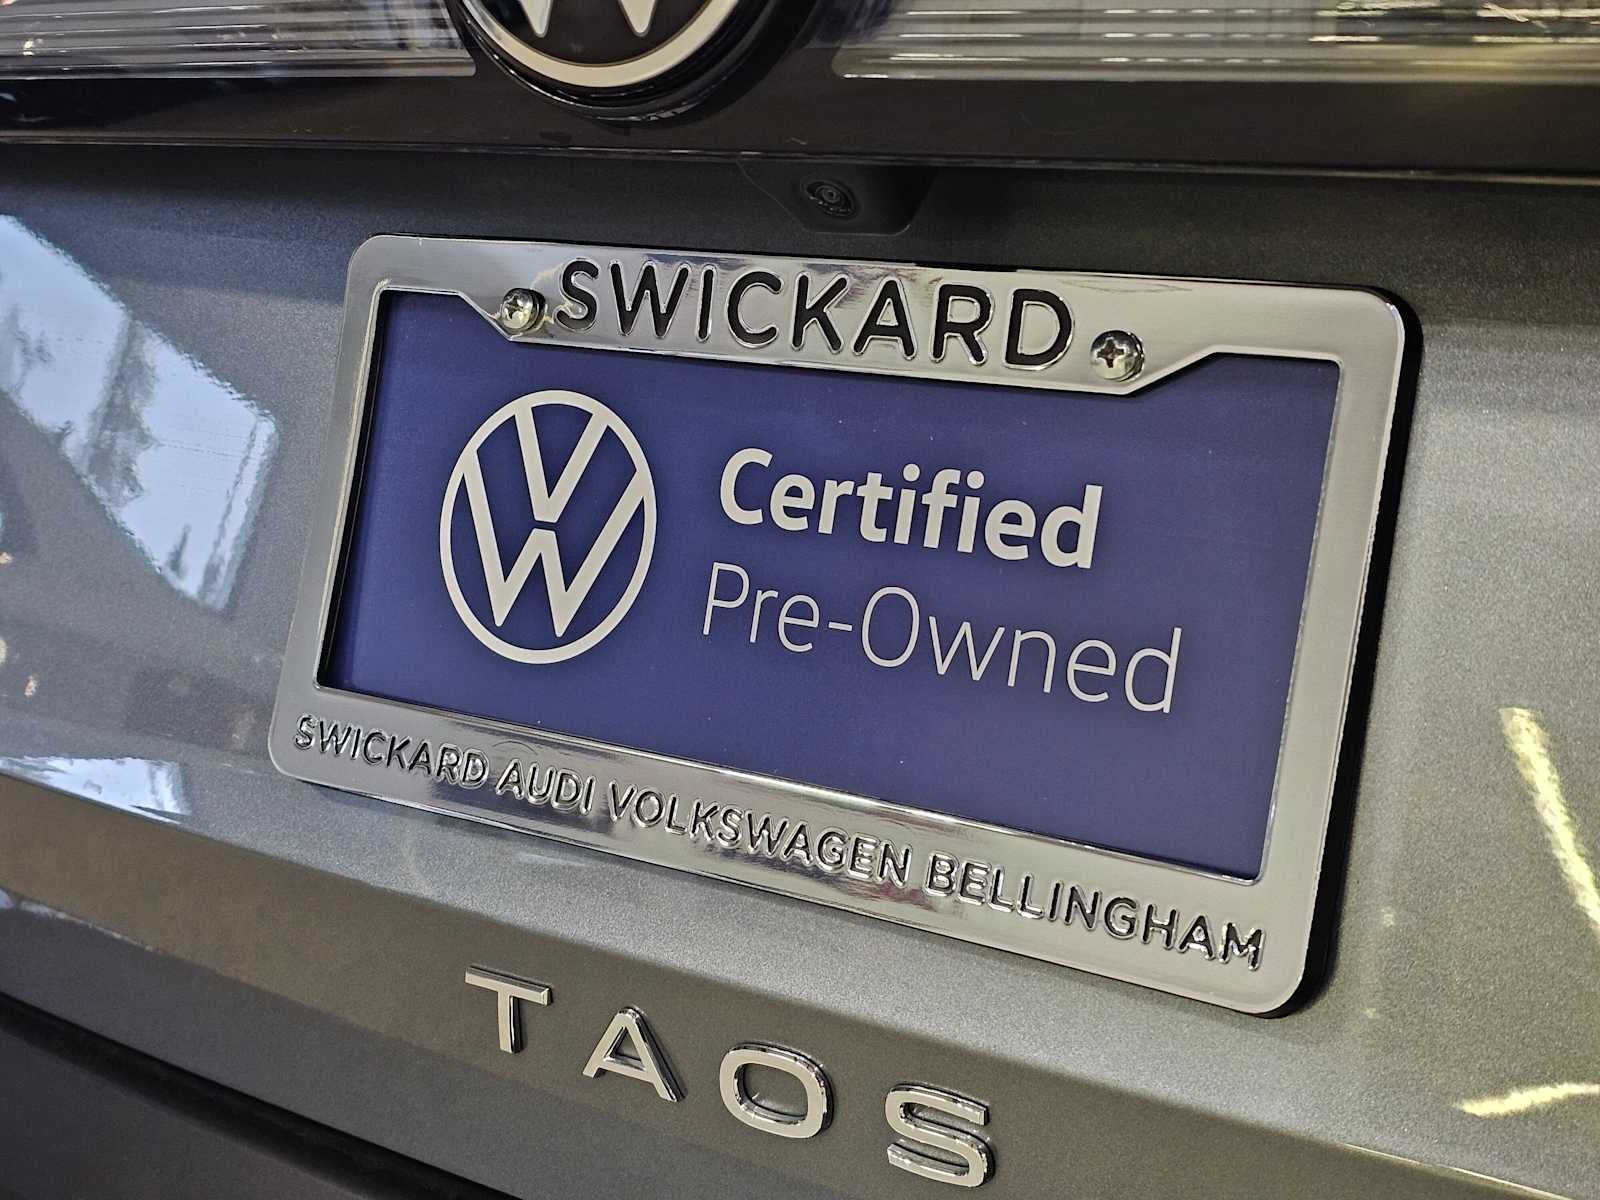 SWICKARD
Certified
Pre-Owned
SWICKARD AUDI VOLKSWAGEN BELLINGHAM
TAOS